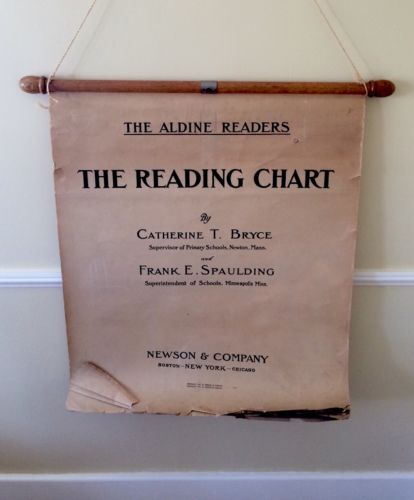 THE ALDINE READERS
THE READING CHART
By
CATHERINE T. BRYCE
Supervisor of Primary Schools, Newton, Mass.
and
FRANK E. SPAULDING
Superintendent of Schools, Minneapolis Minn.
NEWSON & COMPANY
BOSTON — NEW YORK — CHICAGO